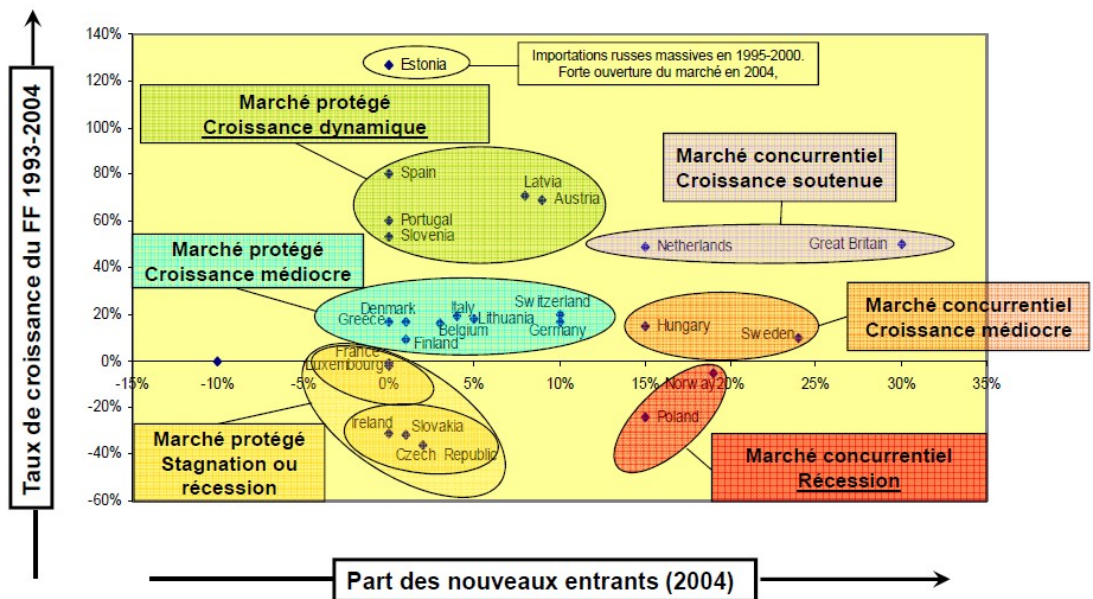 Taux de croissance du FF 1993-2004
140%
120%
100%
80%
60%
40%
20%
0%
-20%
-40%
-60%
-15%
-10%
-5%
0%
5%
10%
15%
20%
25%
30%
35%
Estonia
Importations russes massives en 1995-2000.
Forte ouverture du marché en 2004,
Marché protégé
Croissance dynamique
Spain
Latvia
Austria
Portugal
Slovenia
Marché concurrentiel
Croissance soutenue
Netherlands
Great Britain
Marché protégé
Croissance médiocre
Denmark
Greece
Italy
Lithuania
Belgium
Finland
Switzerland
Germany
Marché concurrentiel
Croissance médiocre
Hungary
Sweden
France
Luxembourg
Ireland
Slovakia
Czech Republic
Marché protégé
Stagnation ou
récession
Norway
Poland
Marché concurrentiel
Récession
Part des nouveaux entrants (2004)